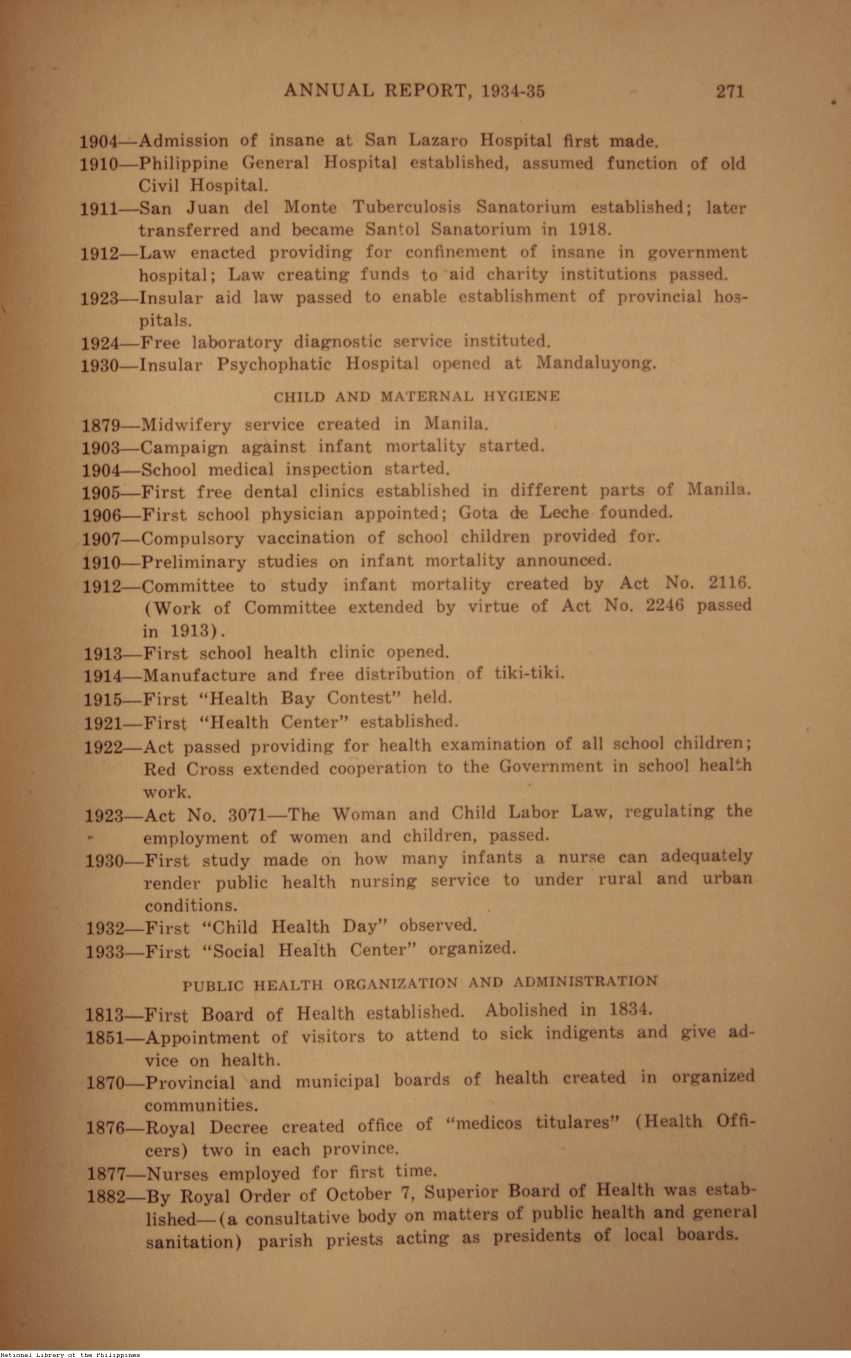 ANNUAL REPORT, 1934-35 271
1904—Admission of insane at San Lazaro Hospital first made.
1910—Philippine General Hospital established, assumed function of old
Civil Hospital.
1911—San Juan del Monte Tuberculosis Sanatorium established; later
transferred and became Santol Sanatorium in 1918.
1912—Law enacted providing for confinement of insane in government
hospital; Law creating funds to aid charity institutions passed.
1923—Insular aid law passed to enable establishment of provincial hos-
pitals.
1924—Free laboratory diagnostic service instituted.
1930—Insular Psychophatic Hospital opened at Mandaluyong.
CHILD AND MATERNAL HYGIENE
1879—Midwifery service created in Manila.
1903—Campaign against infant mortality started.
1904—School medical inspection started.
1905—First free dental clinics established in different parts of Manila.
1906—First school physician appointed; Gota de Leche founded.
1907—Compulsory vaccination of school children provided for.
1910—Preliminary studies on infant mortality announced.
1912—Committee to study infant mortality created by Act No. 2116.
(Work of Committee extended by virtue of Act No. 2246 passed
in 1913).
1913—First school health clinic opened.
1914—Manufacture and free distribution of tiki-tiki.
1915—First “Health Bay Contest” held.
1921—First “Health Center” established.
1922—Act passed providing for health examination of all school children;
Red Cross extended cooperation to the Government in school health
work.
1923—Act No. 3071—The Woman and Child Labor Law, regulating the
employment of women and children, passed.
1930—First study made on how many infants a nurse can adequately
render public health nursing service to under rural and urban
conditions.
1932—First “Child Health Day” observed.
1933—First “Social Health Center” organized.
PUBLIC HEALTH ORGANIZATION AND ADMINISTRATION
1813—First Board of Health established. Abolished in 1834.
1851—Appointment of visitors to attend to sick indigents and give ad-
vice on health.
1870—Provincial and municipal boards of health created in organized
communities.
1876—Royal Decree created office of “medicos titulares” (Health Offi-
cers) two in each province.
1877—Nurses employed for first time.
1882—By Royal Order of October 7, Superior Board of Health was estab-
lished—(a consultative body on matters of public health and general
sanitation) parish priests acting as presidents of local boards.
National Library of the Philippines